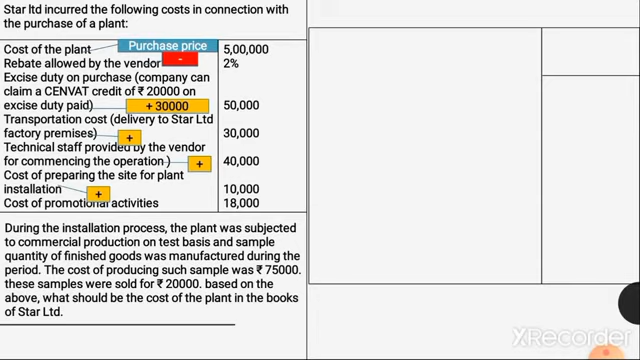 Star ltd incurred the following costs in connection with
the purchase of a plant:
Cost of the plant Purchase price 5,00,000
Rebate allowed by the vendor - 2%
Excise duty on purchase (company can
claim a CENVAT credit of ₹ 20000 on
excise duty paid) + 30000 50,000
Transportation cost (delivery to Star Ltd
factory premises) + 30,000
Technical staff provided by the vendor
for commencing the operation ) + 40,000
Cost of preparing the site for plant
installation + 10,000
Cost of promotional activities 18,000
During the installation process, the plant was subjected
to commercial production on test basis and sample
quantity of finished goods was manufactured during the
period. The cost of producing such sample was ₹ 75000.
these samples were sold for ₹ 20000. based on the
above, what should be the cost of the plant in the books
of Star Ltd.
XRecorder